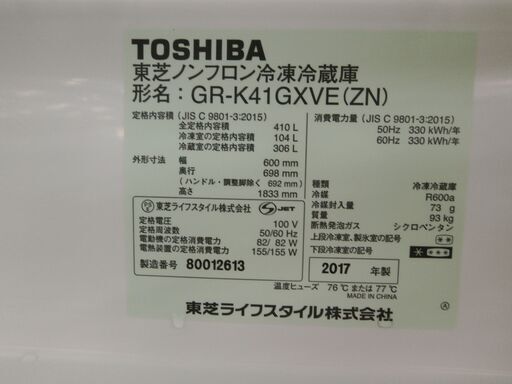 TOSHIBA
東芝ノンフロン冷凍冷蔵庫
形名：GR-K41GXVE(ZN)
定格内容積（JIS C 9801-3:2015）
全定格内容積 410 L
冷凍室の定格内容積 104 L
冷蔵室の定格内容積 306 L
外形寸法 幅 600 mm
奥行 698 mm
（ハンドル・調整脚除く 692 mm）
高さ 1833 mm
消費電力量（JIS C 9801-3:2015）
50Hz 330 kWh/年
60Hz 330 kWh/年
東芝ライフスタイル株式会社 JET
定格電圧 100 V
定格周波数 50/60 Hz
電動機の定格消費電力 82/ 82 W
電熱装置の定格消費電力 155/155 W
製造番号 80012613
種類 冷凍冷蔵庫
冷媒 R600a
冷媒封入量 73 g
質量 93 kg
断熱発泡ガス シクロペンタン
上段冷凍室、製氷室の記号 **
下段冷凍室の記号 ****
2017 年製
温度ヒューズ 76℃ または 77℃
MADE IN CHINA
東芝ライフスタイル株式会社
Ⓐ